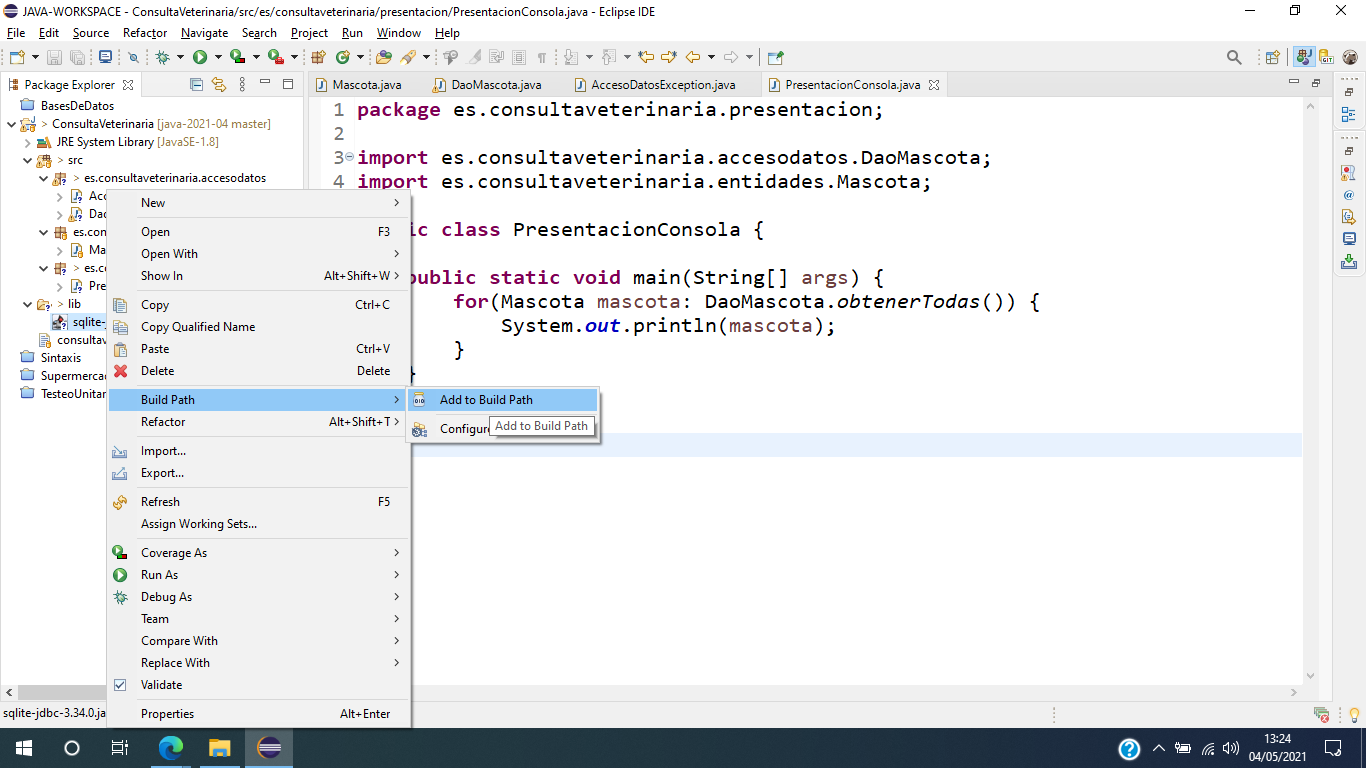 JAVA-WORKSPACE - ConsultaVeterinaria/src/es/consultaveterinaria/presentacion/PresentacionConsola.java - Eclipse IDE
File Edit Source Refactor Navigate Search Project Run Window Help
Package Explorer
Mascota.java DaoMascota.java AccesoDatosException.java PresentacionConsola.java
BasesDeDatos
> ConsultaVeterinaria [java-2021-04 master]
JRE System Library [JavaSE-1.8]
> src
> es.consultaveterinaria.accesodatos
Acc
Dao
es.con
Ma
> es.co
Pre
> lib
sqlite-
consultav
Sintaxis
Supermerca
TesteoUnitar
1 package es.consultaveterinaria.presentacion;
2
3 import es.consultaveterinaria.accesodatos.DaoMascota;
4 import es.consultaveterinaria.entidades.Mascota;
ic class PresentacionConsola {
public static void main(String[] args) {
for(Mascota mascota: DaoMascota.obtenerTodas()) {
System.out.println(mascota);
}
}
New
Open F3
Open With
Show In Alt+Shift+W
Copy Ctrl+C
Copy Qualified Name
Paste Ctrl+V
Delete Delete
Build Path
Refactor Alt+Shift+T
Import...
Export...
Refresh F5
Assign Working Sets...
Coverage As
Run As
Debug As
Team
Compare With
Replace With
Validate
Properties Alt+Enter
Add to Build Path
Configure
Add to Build Path
sqlite-jdbc-3.34.0.ja
13:24
04/05/2021